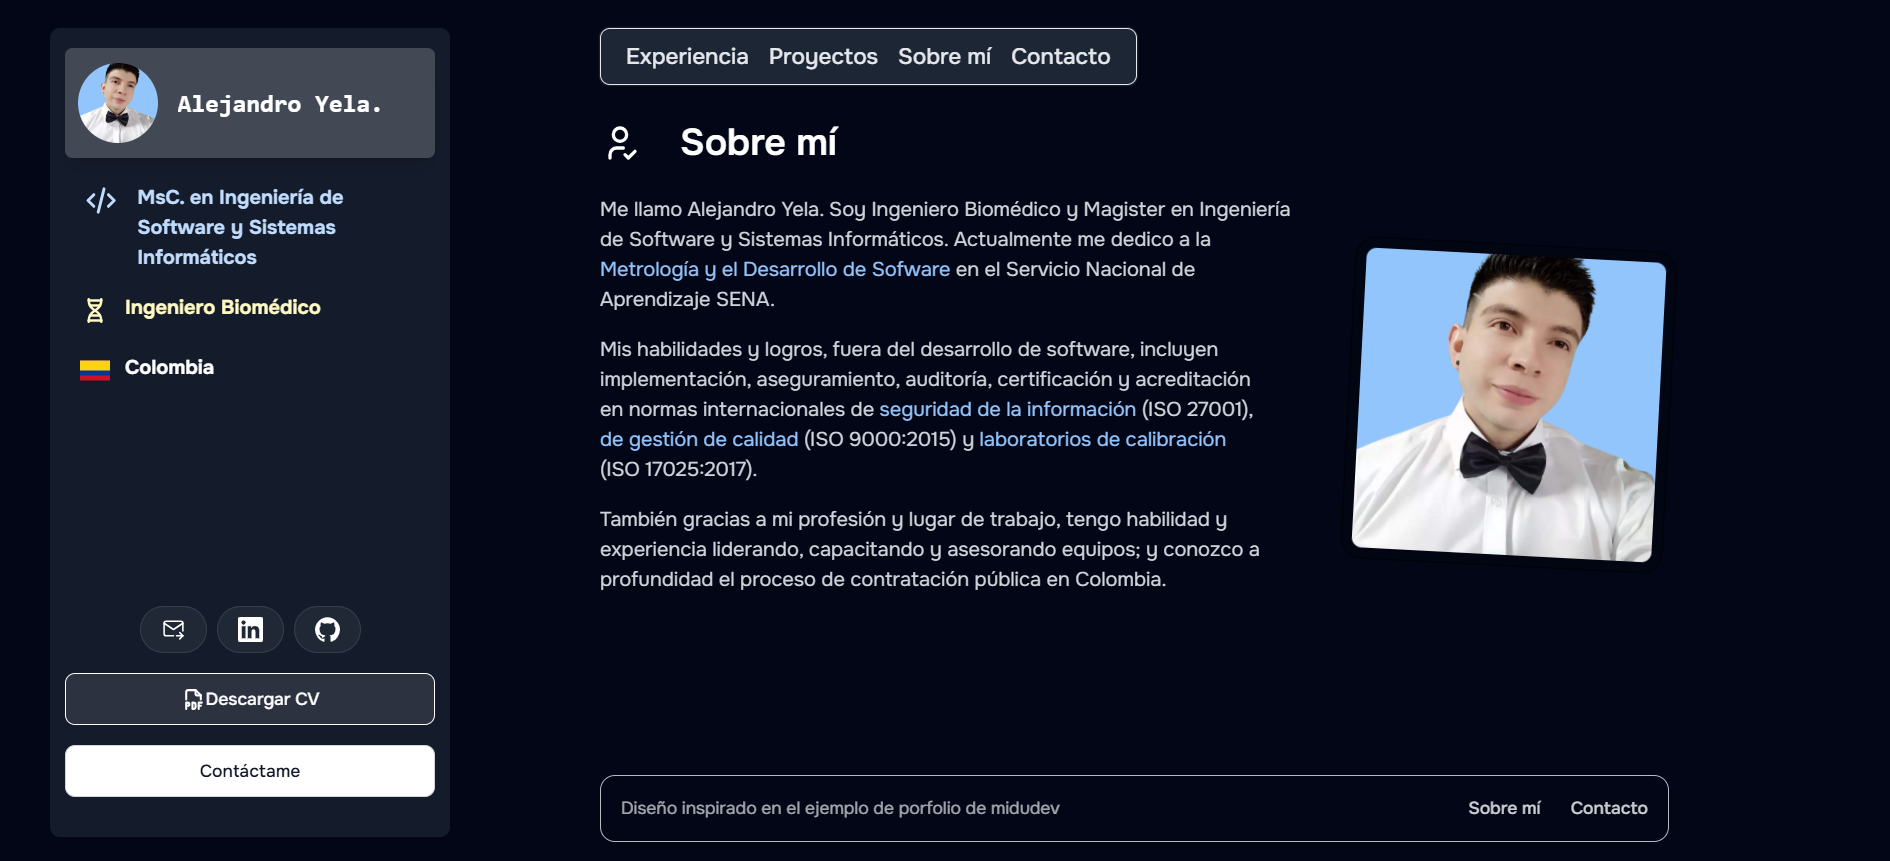 Alejandro Yela.
MsC. en Ingeniería de
Software y Sistemas
Informáticos
Ingeniero Biomédico
Colombia
in
PDF Descargar CV
Contáctame
Experiencia Proyectos Sobre mí Contacto
Sobre mí
Me llamo Alejandro Yela. Soy Ingeniero Biomédico y Magister en Ingeniería
de Software y Sistemas Informáticos. Actualmente me dedico a la
Metrología y el Desarrollo de Sofware en el Servicio Nacional de
Aprendizaje SENA.
Mis habilidades y logros, fuera del desarrollo de software, incluyen
implementación, aseguramiento, auditoría, certificación y acreditación
en normas internacionales de seguridad de la información (ISO 27001),
de gestión de calidad (ISO 9000:2015) y laboratorios de calibración
(ISO 17025:2017).
También gracias a mi profesión y lugar de trabajo, tengo habilidad y
experiencia liderando, capacitando y asesorando equipos; y conozco a
profundidad el proceso de contratación pública en Colombia.
Diseño inspirado en el ejemplo de porfolio de midudev Sobre mí Contacto